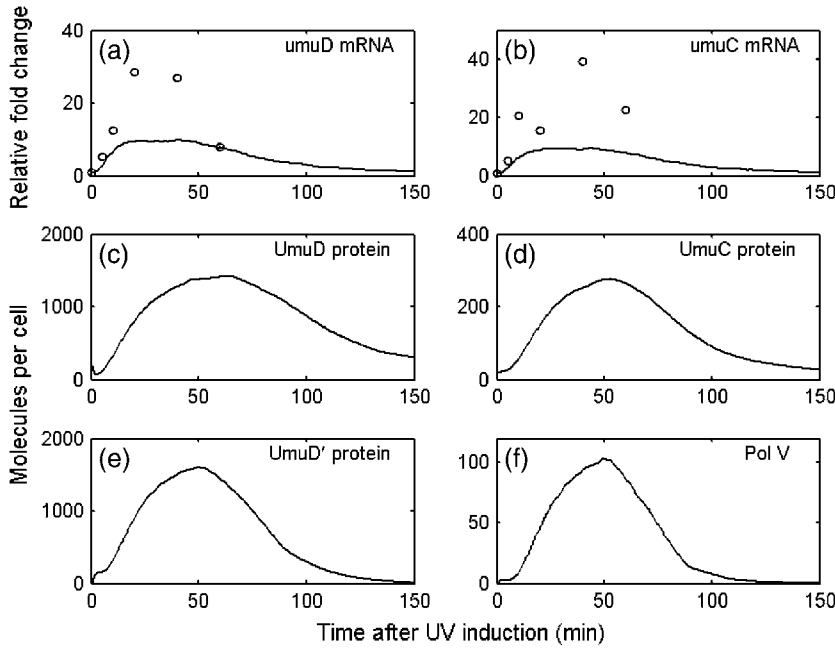 Relative fold change
(a)
umuD mRNA
40
20
0
0
50
100
150
(b)
umuC mRNA
40
20
0
0
50
100
150
Molecules per cell
(c)
UmuD protein
2000
1000
0
0
50
100
150
(d)
UmuC protein
400
200
0
0
50
100
150
(e)
UmuD′ protein
2000
1000
0
0
50
100
150
(f)
Pol V
100
50
0
0
50
100
150
Time after UV induction (min)